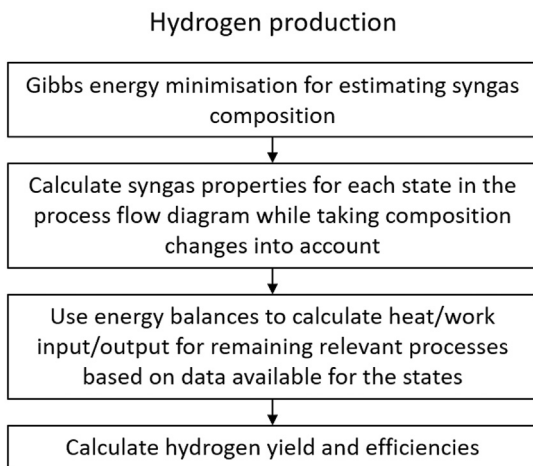 Hydrogen production
Gibbs energy minimisation for estimating syngas
composition
Calculate syngas properties for each state in the
process flow diagram while taking composition
changes into account
Use energy balances to calculate heat/work
input/output for remaining relevant processes
based on data available for the states
Calculate hydrogen yield and efficiencies